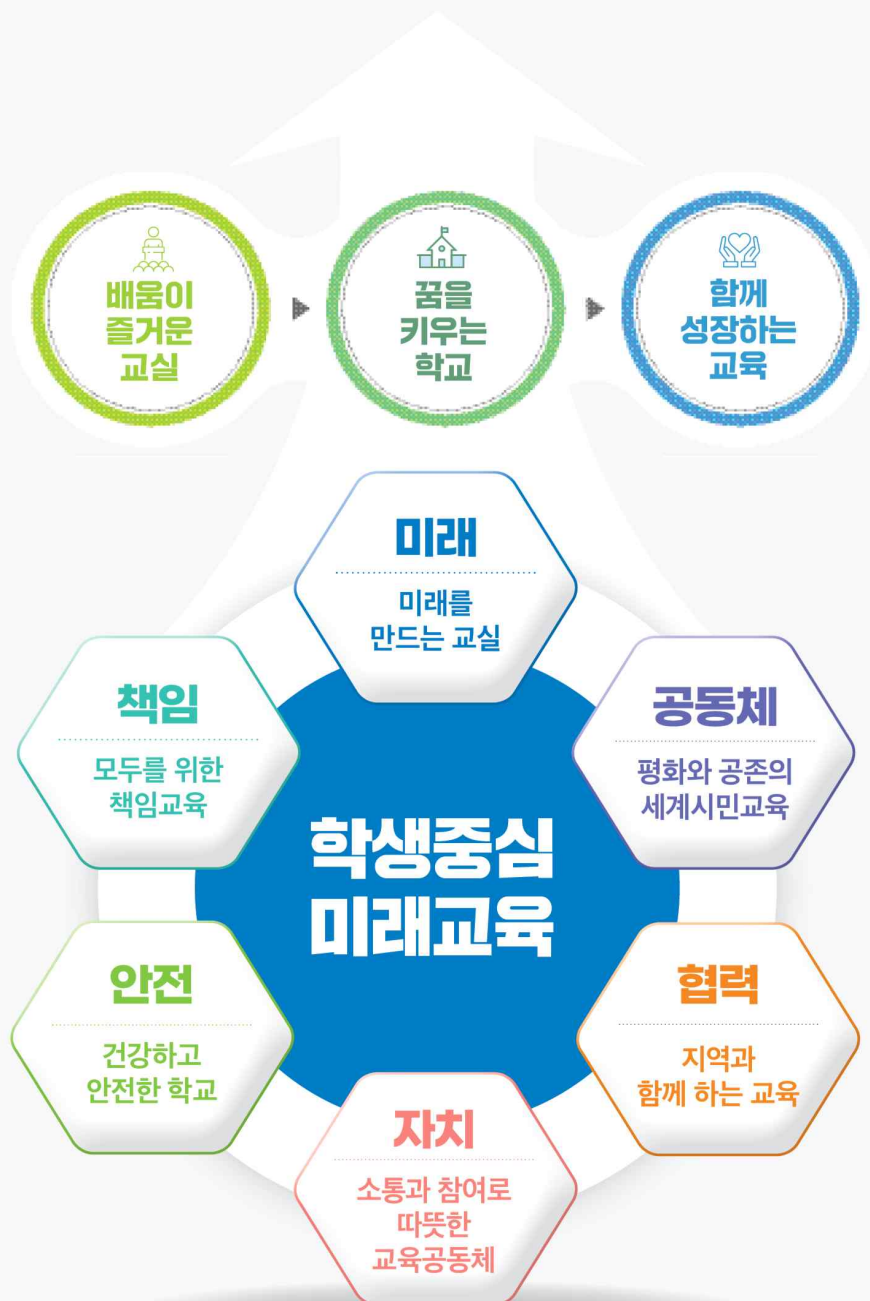 배움이
즐거운
교실
꿈을
키우는
학교
함께
성장하는
교육
미래
미래를
만드는 교실
책임
모두를 위한
책임교육
공동체
평화와 공존의
세계시민교육
학생중심
미래교육
안전
건강하고
안전한 학교
협력
지역과
함께 하는 교육
자치
소통과 참여로
따뜻한
교육공동체